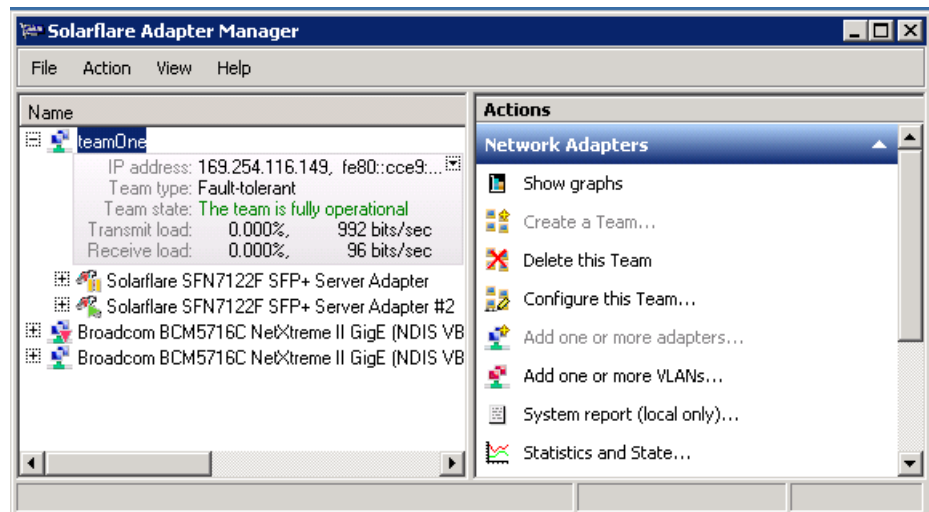 Solarflare Adapter Manager
File Action View Help
Name
teamOne
IP address: 169.254.116.149, fe80::cce9:...
Team type: Fault-tolerant
Team state: The team is fully operational
Transmit load: 0.000%, 992 bits/sec
Receive load: 0.000%, 96 bits/sec
Solarflare SFN7122F SFP+ Server Adapter
Solarflare SFN7122F SFP+ Server Adapter #2
Broadcom BCM5716C NetXtreme II GigE (NDIS VB
Broadcom BCM5716C NetXtreme II GigE (NDIS VB
Actions
Network Adapters
Show graphs
Create a Team...
Delete this Team
Configure this Team...
Add one or more adapters...
Add one or more VLANs...
System report (local only)...
Statistics and State...